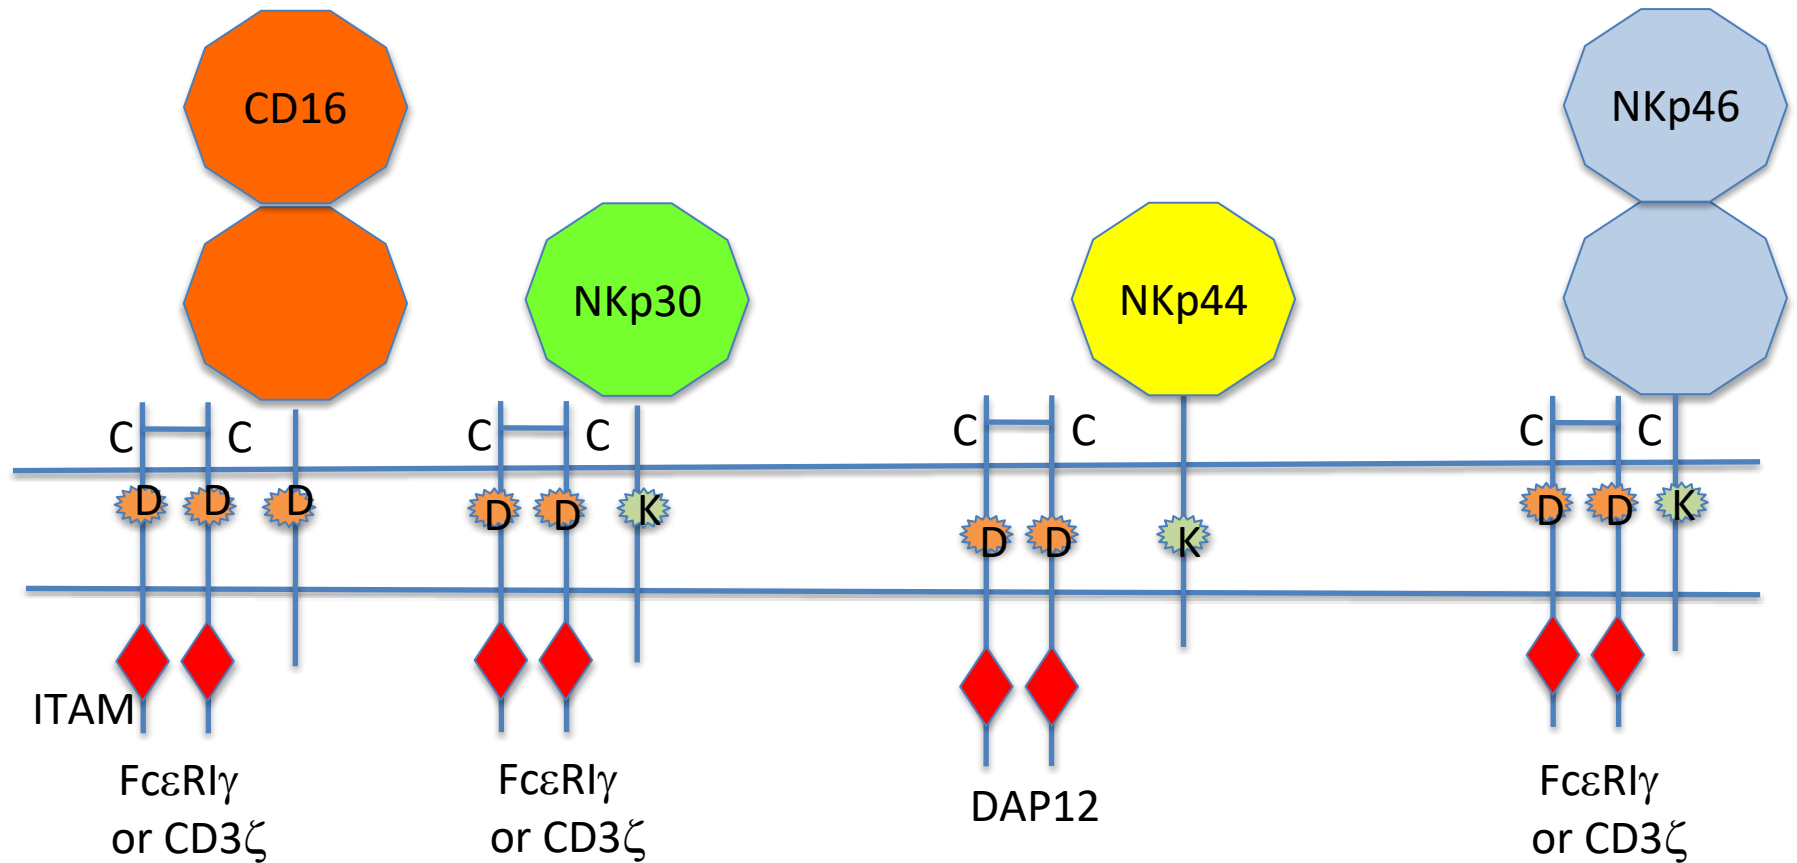 CD16
NKp46
NKp30
NKp44
C C
C C
C C
C C
D D D
D D K
D D K
D D K
ITAM
FcεRIγ
or CD3ζ
FcεRIγ
or CD3ζ
DAP12
FcεRIγ
or CD3ζ